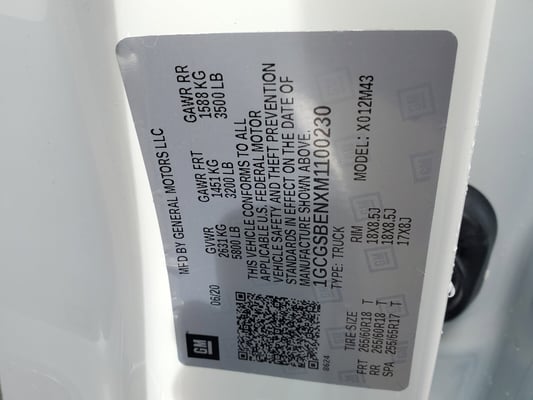 MFD BY GENERAL MOTORS LLC
06/20
GVWR
2631 KG
5800 LB
GAWR FRT
1451 KG
3200 LB
GAWR RR
1588 KG
3500 LB
THIS VEHICLE CONFORMS TO ALL
APPLICABLE U.S. FEDERAL MOTOR
VEHICLE SAFETY AND THEFT PREVENTION
STANDARDS IN EFFECT ON THE DATE OF
MANUFACTURE SHOWN ABOVE.
1GCGSBENXM1100230
TYPE: TRUCK
MODEL: X012M43
GM
8624
TIRE SIZE RIM
FRT 265/60R18 T 18X8.5J
RR 265/60R18 T 18X8.5J
SPA 255/65R17 T 17X8J